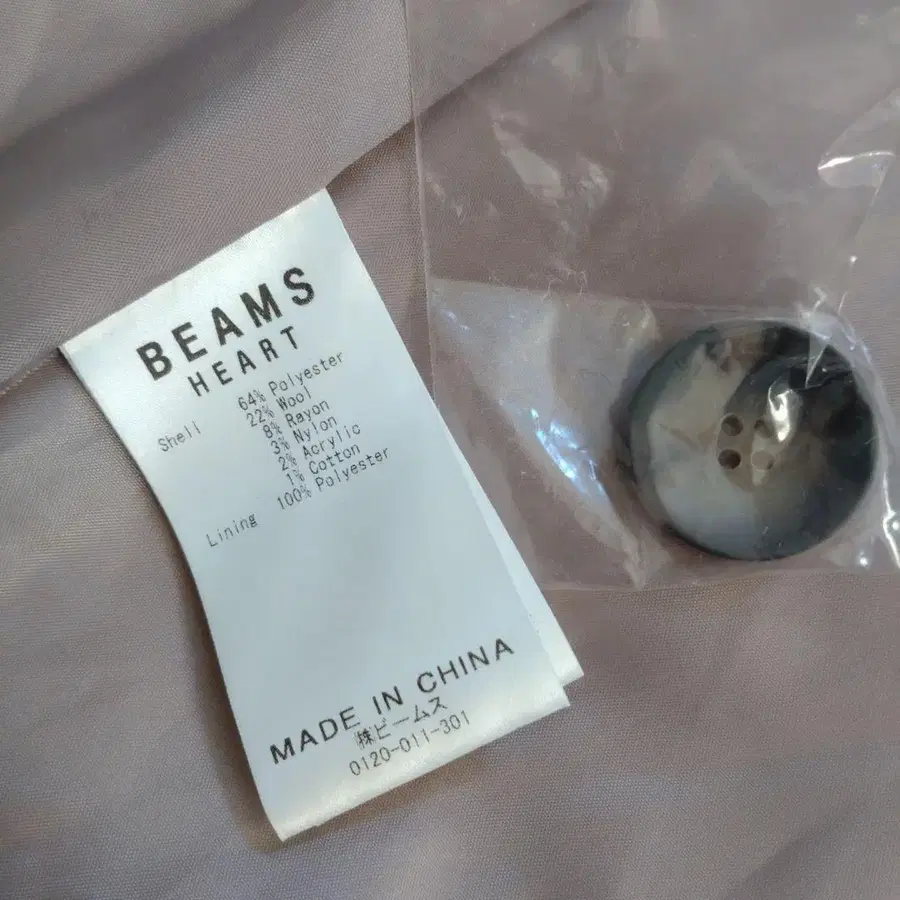 BEAMS
HEART
Shell 64% Polyester
22% Wool
8% Rayon
3% Nylon
2% Acrylic
1% Cotton
Lining 100% Polyester
MADE IN CHINA
㈱ビームス
0120-011-301